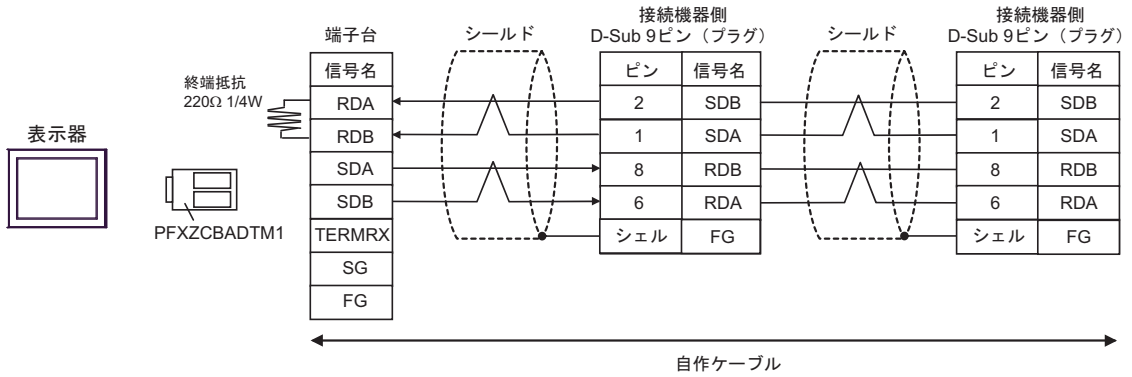 接続機器側
D-Sub 9ピン（プラグ）
接続機器側
D-Sub 9ピン（プラグ）
端子台
シールド
シールド
信号名
ピン 信号名
ピン 信号名
終端抵抗
220Ω 1/4W
RDA
2 SDB
2 SDB
RDB
1 SDA
1 SDA
表示器
SDA
8 RDB
8 RDB
SDB
6 RDA
6 RDA
PFXZCBADTM1
TERMRX
シェル FG
シェル FG
SG
FG
自作ケーブル